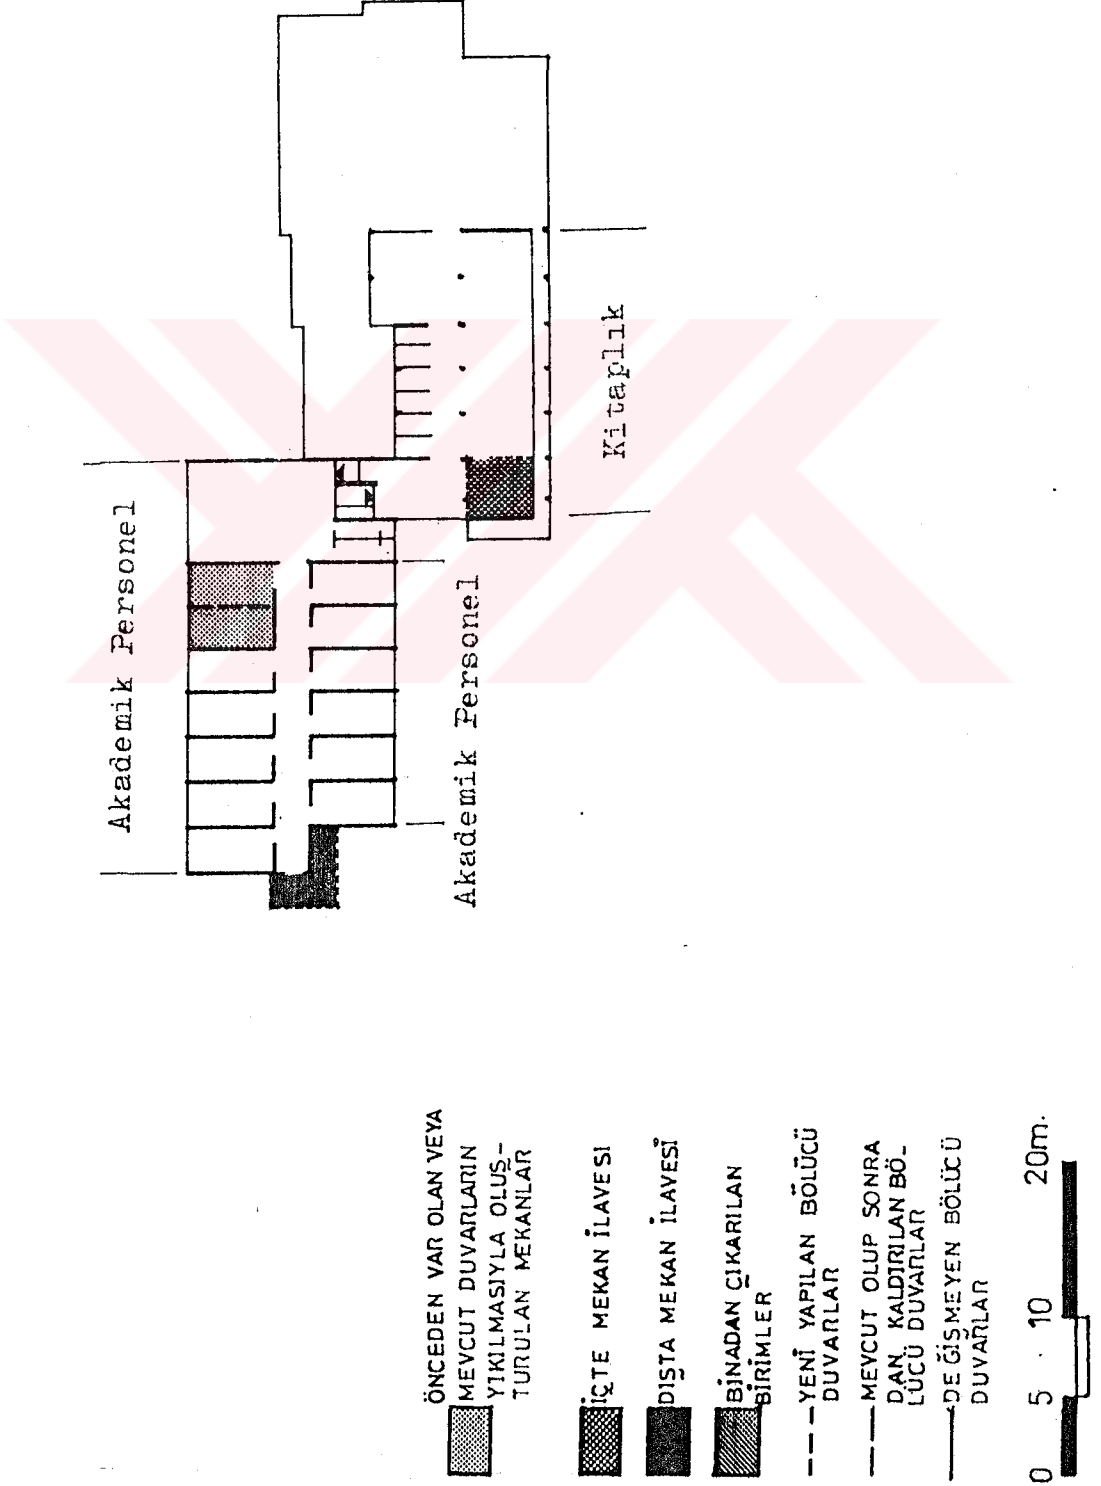 Akademik Personel
Akademik Personel
Kitaplık
ÖNCEDEN VAR OLAN VEYA
MEVCUT DUVARLARIN
YIKILMASIYLA OLUŞ_
TURULAN MEKANLAR
İÇTE MEKAN İLAVESİ
DIŞTA MEKAN İLAVESİ
BİNADAN ÇIKARILAN
BİRİMLER
YENİ YAPILAN BÖLÜCÜ
DUVARLAR
MEVCUT OLUP SONRA
DAN KALDIRILAN BÖ_
LÜCÜ DUVARLAR
DEĞİŞMEYEN BÖLÜCÜ
DUVARLAR
0 5 10 20m.